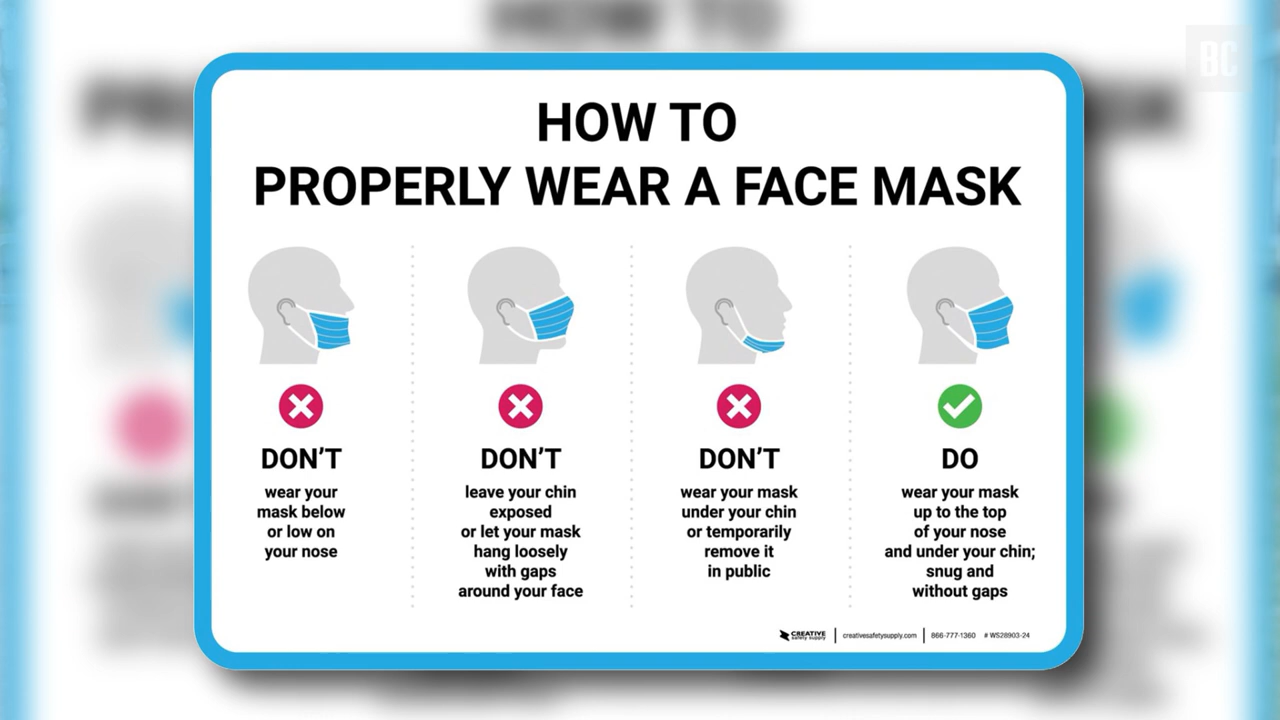 BC
HOW TO
PROPERLY WEAR A FACE MASK
DON'T
wear your
mask below
or low on
your nose
DON'T
leave your chin
exposed
or let your mask
hang loosely
with gaps
around your face
DON'T
wear your mask
under your chin
or temporarily
remove it
in public
DO
wear your mask
up to the top
of your nose
and under your chin;
snug and
without gaps
CREATIVE
safety supply
creativesafetysupply.com
866-777-1360
# WS28903-24